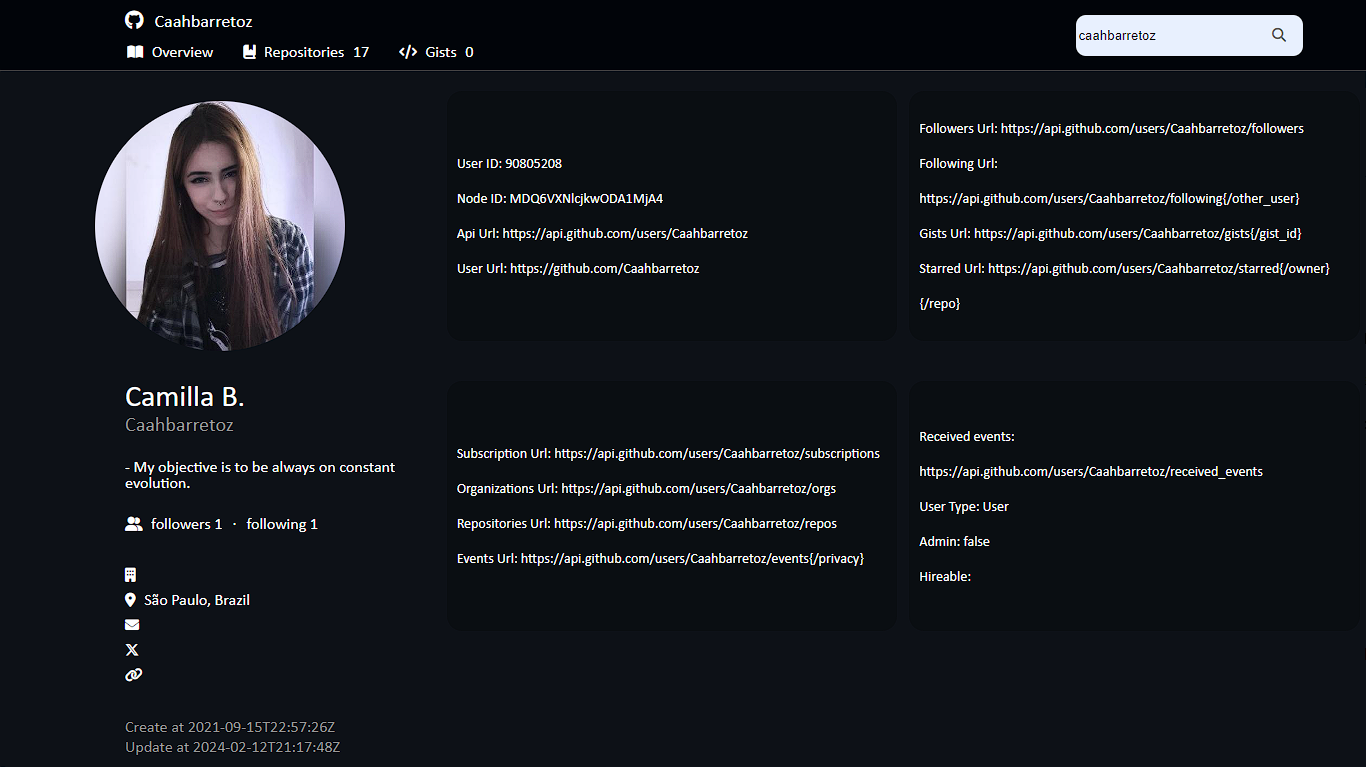 Caahbarretoz
Overview Repositories 17 Gists 0
caahbarretoz
Camilla B.
Caahbarretoz
- My objective is to be always on constant
evolution.
followers 1 · following 1
São Paulo, Brazil
Create at 2021-09-15T22:57:26Z
Update at 2024-02-12T21:17:48Z
User ID: 90805208
Node ID: MDQ6VXNlcjkwODA1MjA4
Api Url: https://api.github.com/users/Caahbarretoz
User Url: https://github.com/Caahbarretoz
Followers Url: https://api.github.com/users/Caahbarretoz/followers
Following Url:
https://api.github.com/users/Caahbarretoz/following{/other_user}
Gists Url: https://api.github.com/users/Caahbarretoz/gists{/gist_id}
Starred Url: https://api.github.com/users/Caahbarretoz/starred{/owner}
{/repo}
Subscription Url: https://api.github.com/users/Caahbarretoz/subscriptions
Organizations Url: https://api.github.com/users/Caahbarretoz/orgs
Repositories Url: https://api.github.com/users/Caahbarretoz/repos
Events Url: https://api.github.com/users/Caahbarretoz/events{/privacy}
Received events:
https://api.github.com/users/Caahbarretoz/received_events
User Type: User
Admin: false
Hireable: